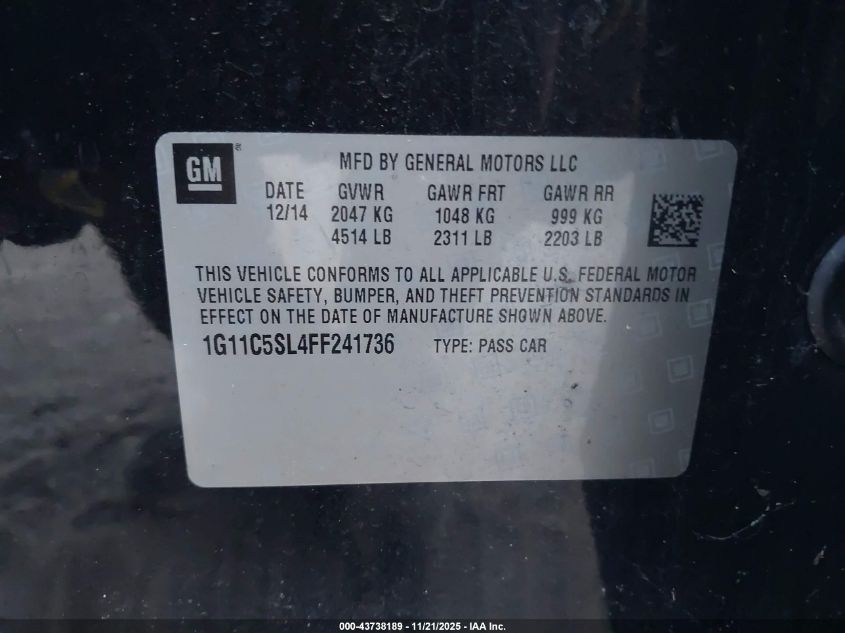 GM®
MFD BY GENERAL MOTORS LLC
DATE GVWR GAWR FRT GAWR RR
12/14 2047 KG 1048 KG 999 KG
4514 LB 2311 LB 2203 LB
THIS VEHICLE CONFORMS TO ALL APPLICABLE U.S. FEDERAL MOTOR
VEHICLE SAFETY, BUMPER, AND THEFT PREVENTION STANDARDS IN
EFFECT ON THE DATE OF MANUFACTURE SHOWN ABOVE.
1G11C5SL4FF241736 TYPE: PASS CAR
000-43738189 - 11/21/2025 - IAA Inc.